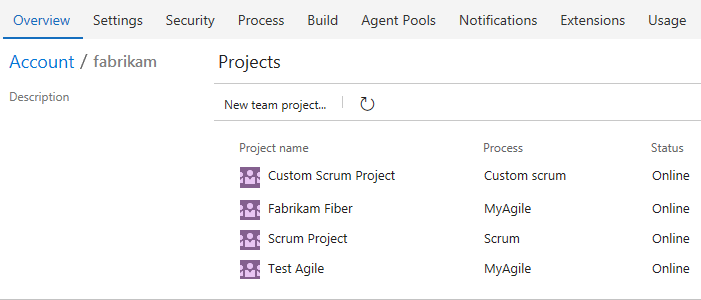 Overview Settings Security Process Build Agent Pools Notifications Extensions Usage
Account / fabrikam
Description
Projects
New team project...
Project name Process Status
Custom Scrum Project Custom scrum Online
Fabrikam Fiber MyAgile Online
Scrum Project Scrum Online
Test Agile MyAgile Online